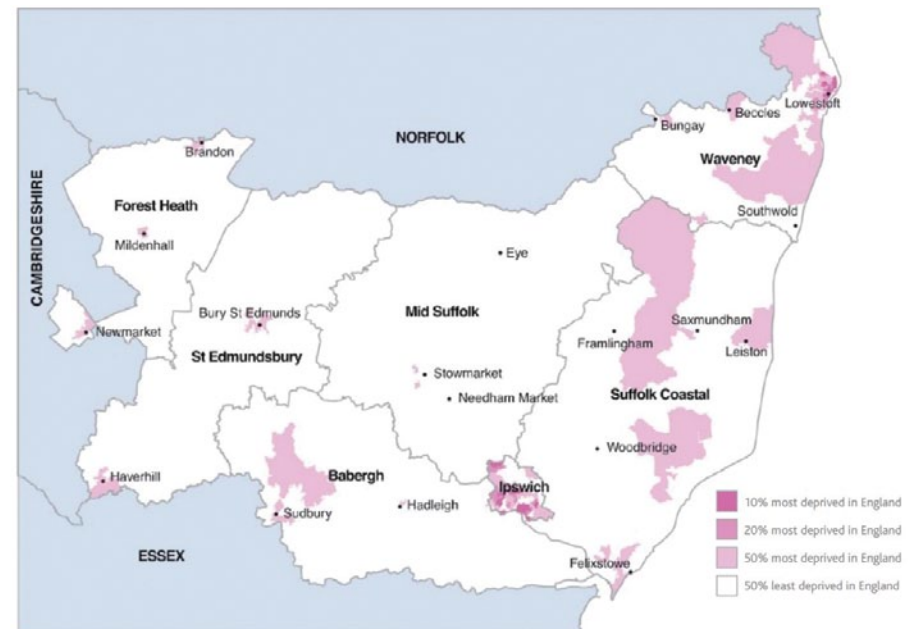 NORFOLK
CAMBRIDGESHIRE
ESSEX
Lowestoft
Beccles
Bungay
Waveney
Southwold
Brandon
Forest Heath
Mildenhall
Newmarket
Eye
Mid Suffolk
Bury St Edmunds
St Edmundsbury
Stowmarket
Needham Market
Saxmundham
Framlingham
Leiston
Suffolk Coastal
Woodbridge
Haverhill
Babergh
Sudbury
Hadleigh
Ipswich
Felixstowe
10% most deprived in England
20% most deprived in England
50% most deprived in England
50% least deprived in England